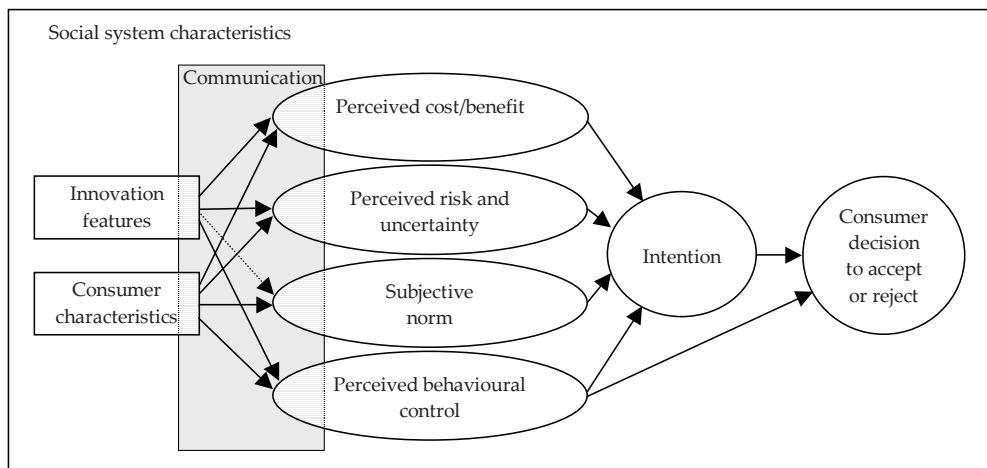 Social system characteristics
Communication
Perceived cost/benefit
Innovation
features
Perceived risk and
uncertainty
Consumer
characteristics
Subjective
norm
Perceived behavioural
control
Intention
Consumer
decision
to accept
or reject